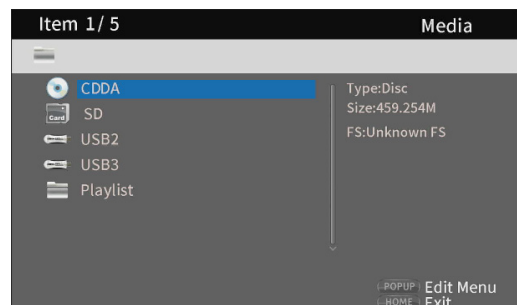 Item 1/ 5
Media
CDDA
Type:Disc
Card
SD
Size:459.254M
USB2
FS:Unknown FS
USB3
Playlist
POPUP Edit Menu
HOME Exit